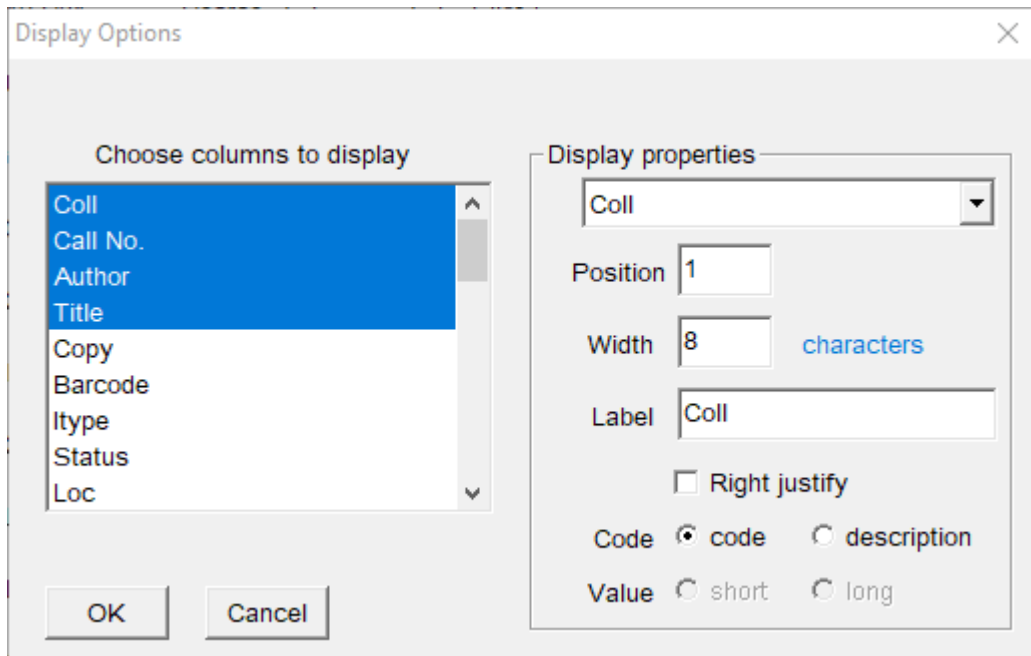 Display Options
Choose columns to display
Coll
Call No.
Author
Title
Copy
Barcode
Itype
Status
Loc
OK
Cancel
Display properties
Coll
Position 1
Width 8 characters
Label Coll
Right justify
Code code description
Value short long